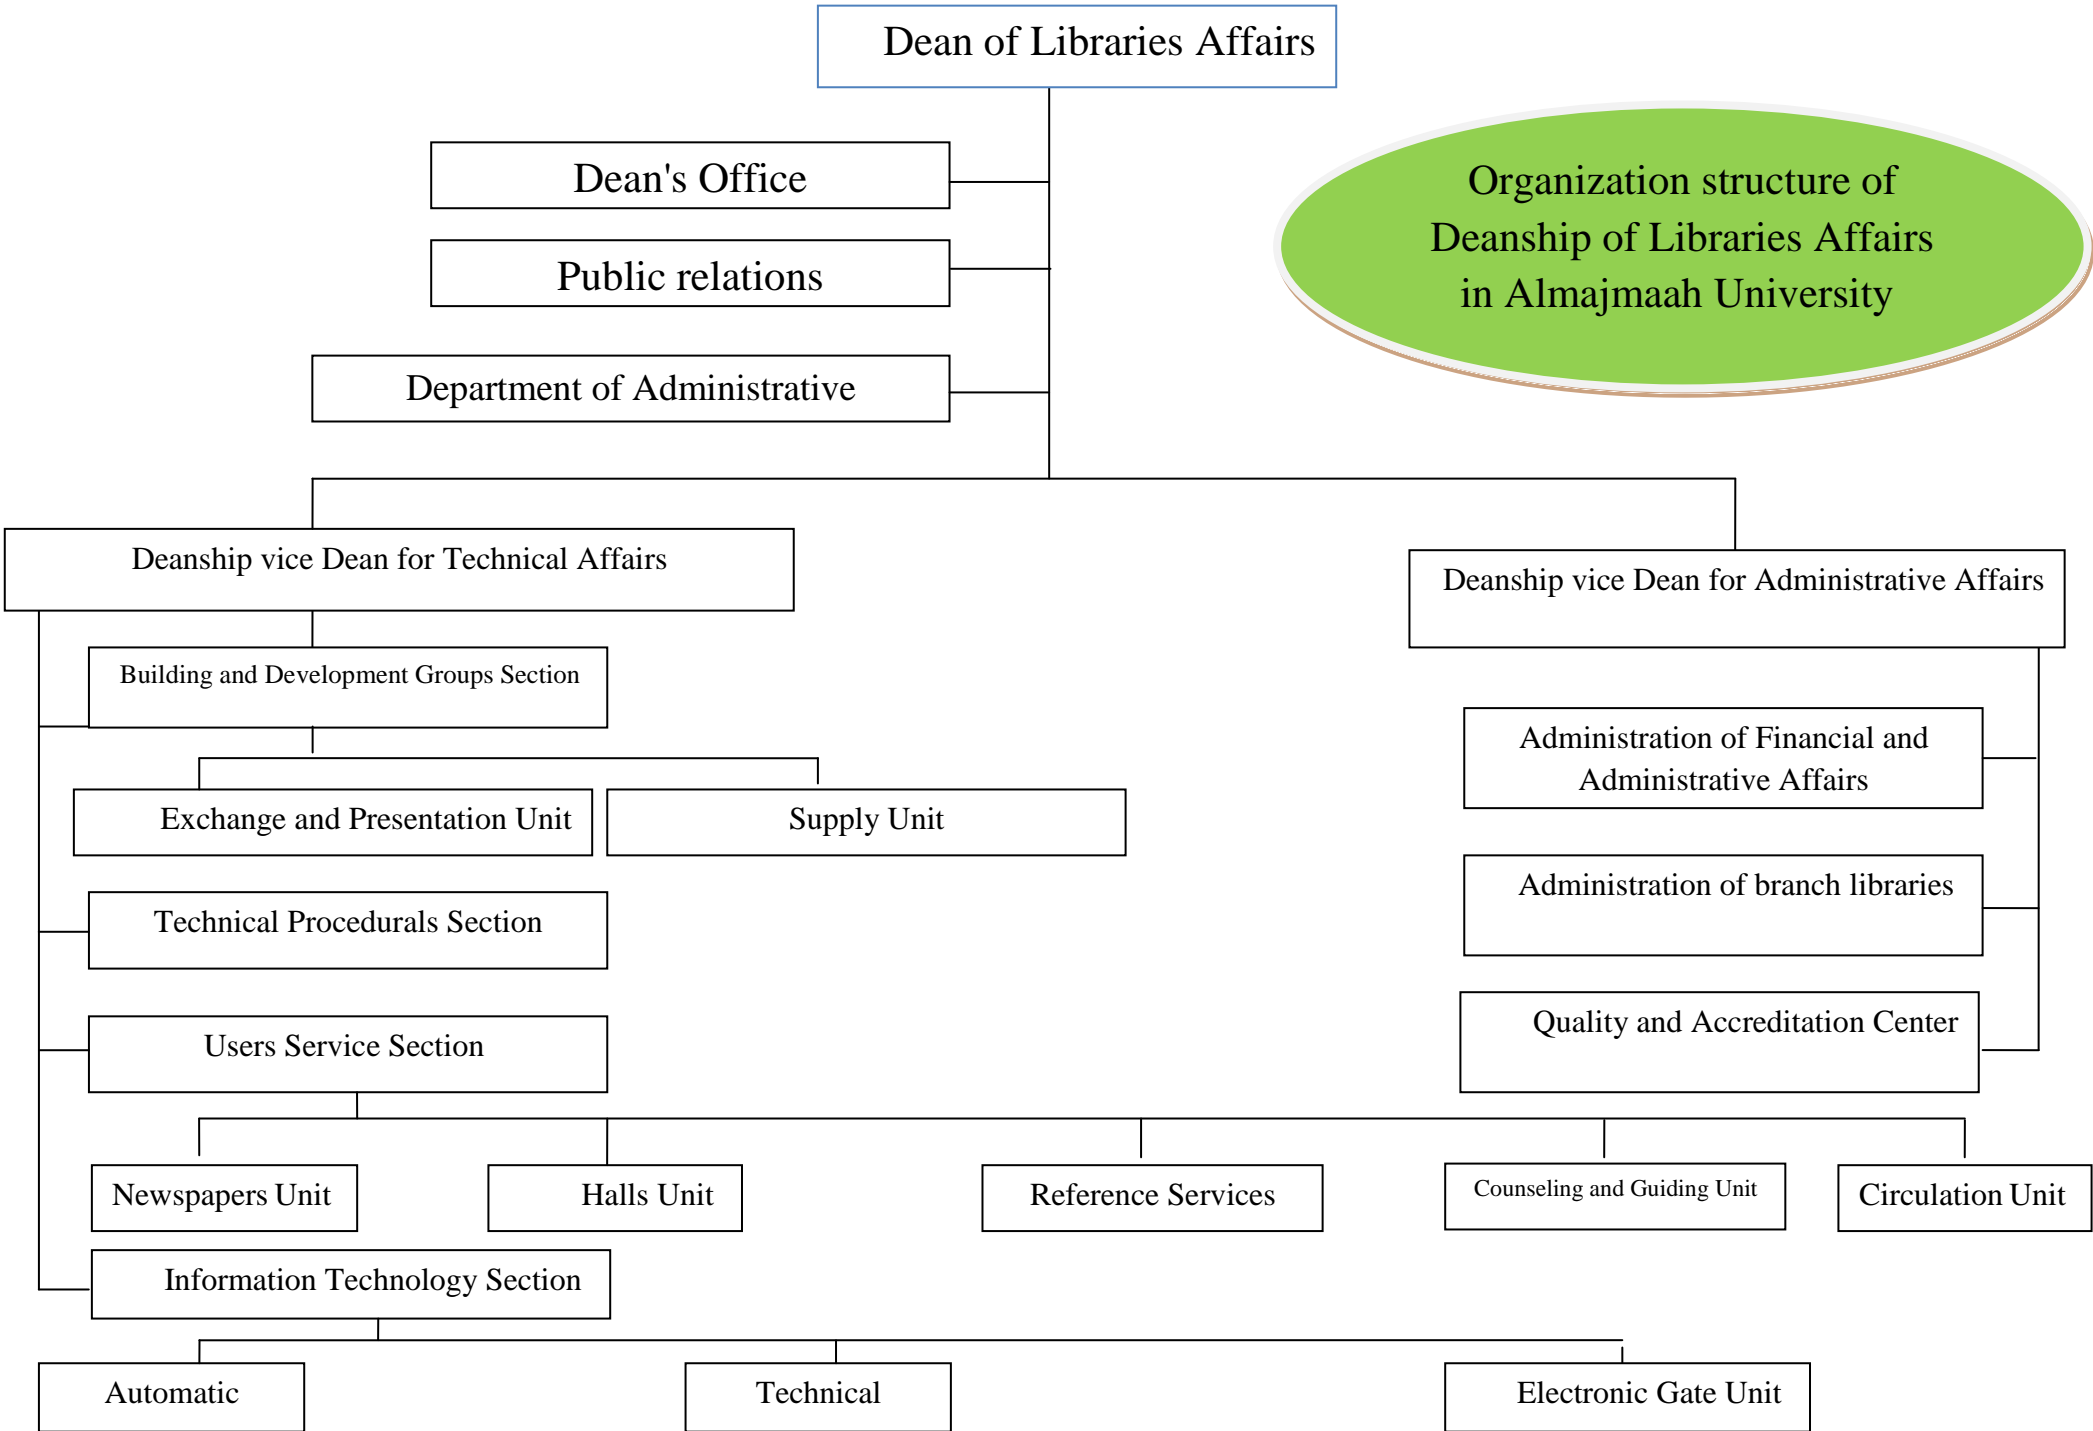 Dean of Libraries Affairs
Organization structure of
Deanship of Libraries Affairs
in Almajmaah University
Dean's Office
Public relations
Department of Administrative
Deanship vice Dean for Technical Affairs
Deanship vice Dean for Administrative Affairs
Building and Development Groups Section
Administration of Financial and
Administrative Affairs
Exchange and Presentation Unit
Supply Unit
Administration of branch libraries
Technical Procedurals Section
Quality and Accreditation Center
Users Service Section
Newspapers Unit
Halls Unit
Reference Services
Counseling and Guiding Unit
Circulation Unit
Information Technology Section
Automatic
Technical
Electronic Gate Unit